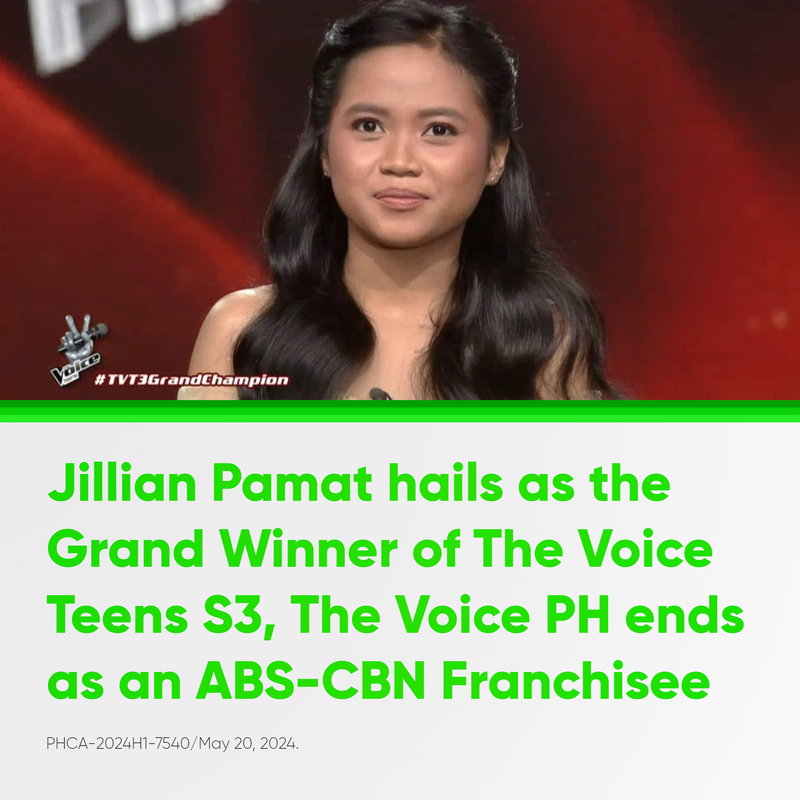 Voice
TEENS
#TVT3GrandChampion
Jillian Pamat hails as the
Grand Winner of The Voice
Teens S3, The Voice PH ends
as an ABS-CBN Franchisee
PHCA-2024H1-7540/May 20, 2024.